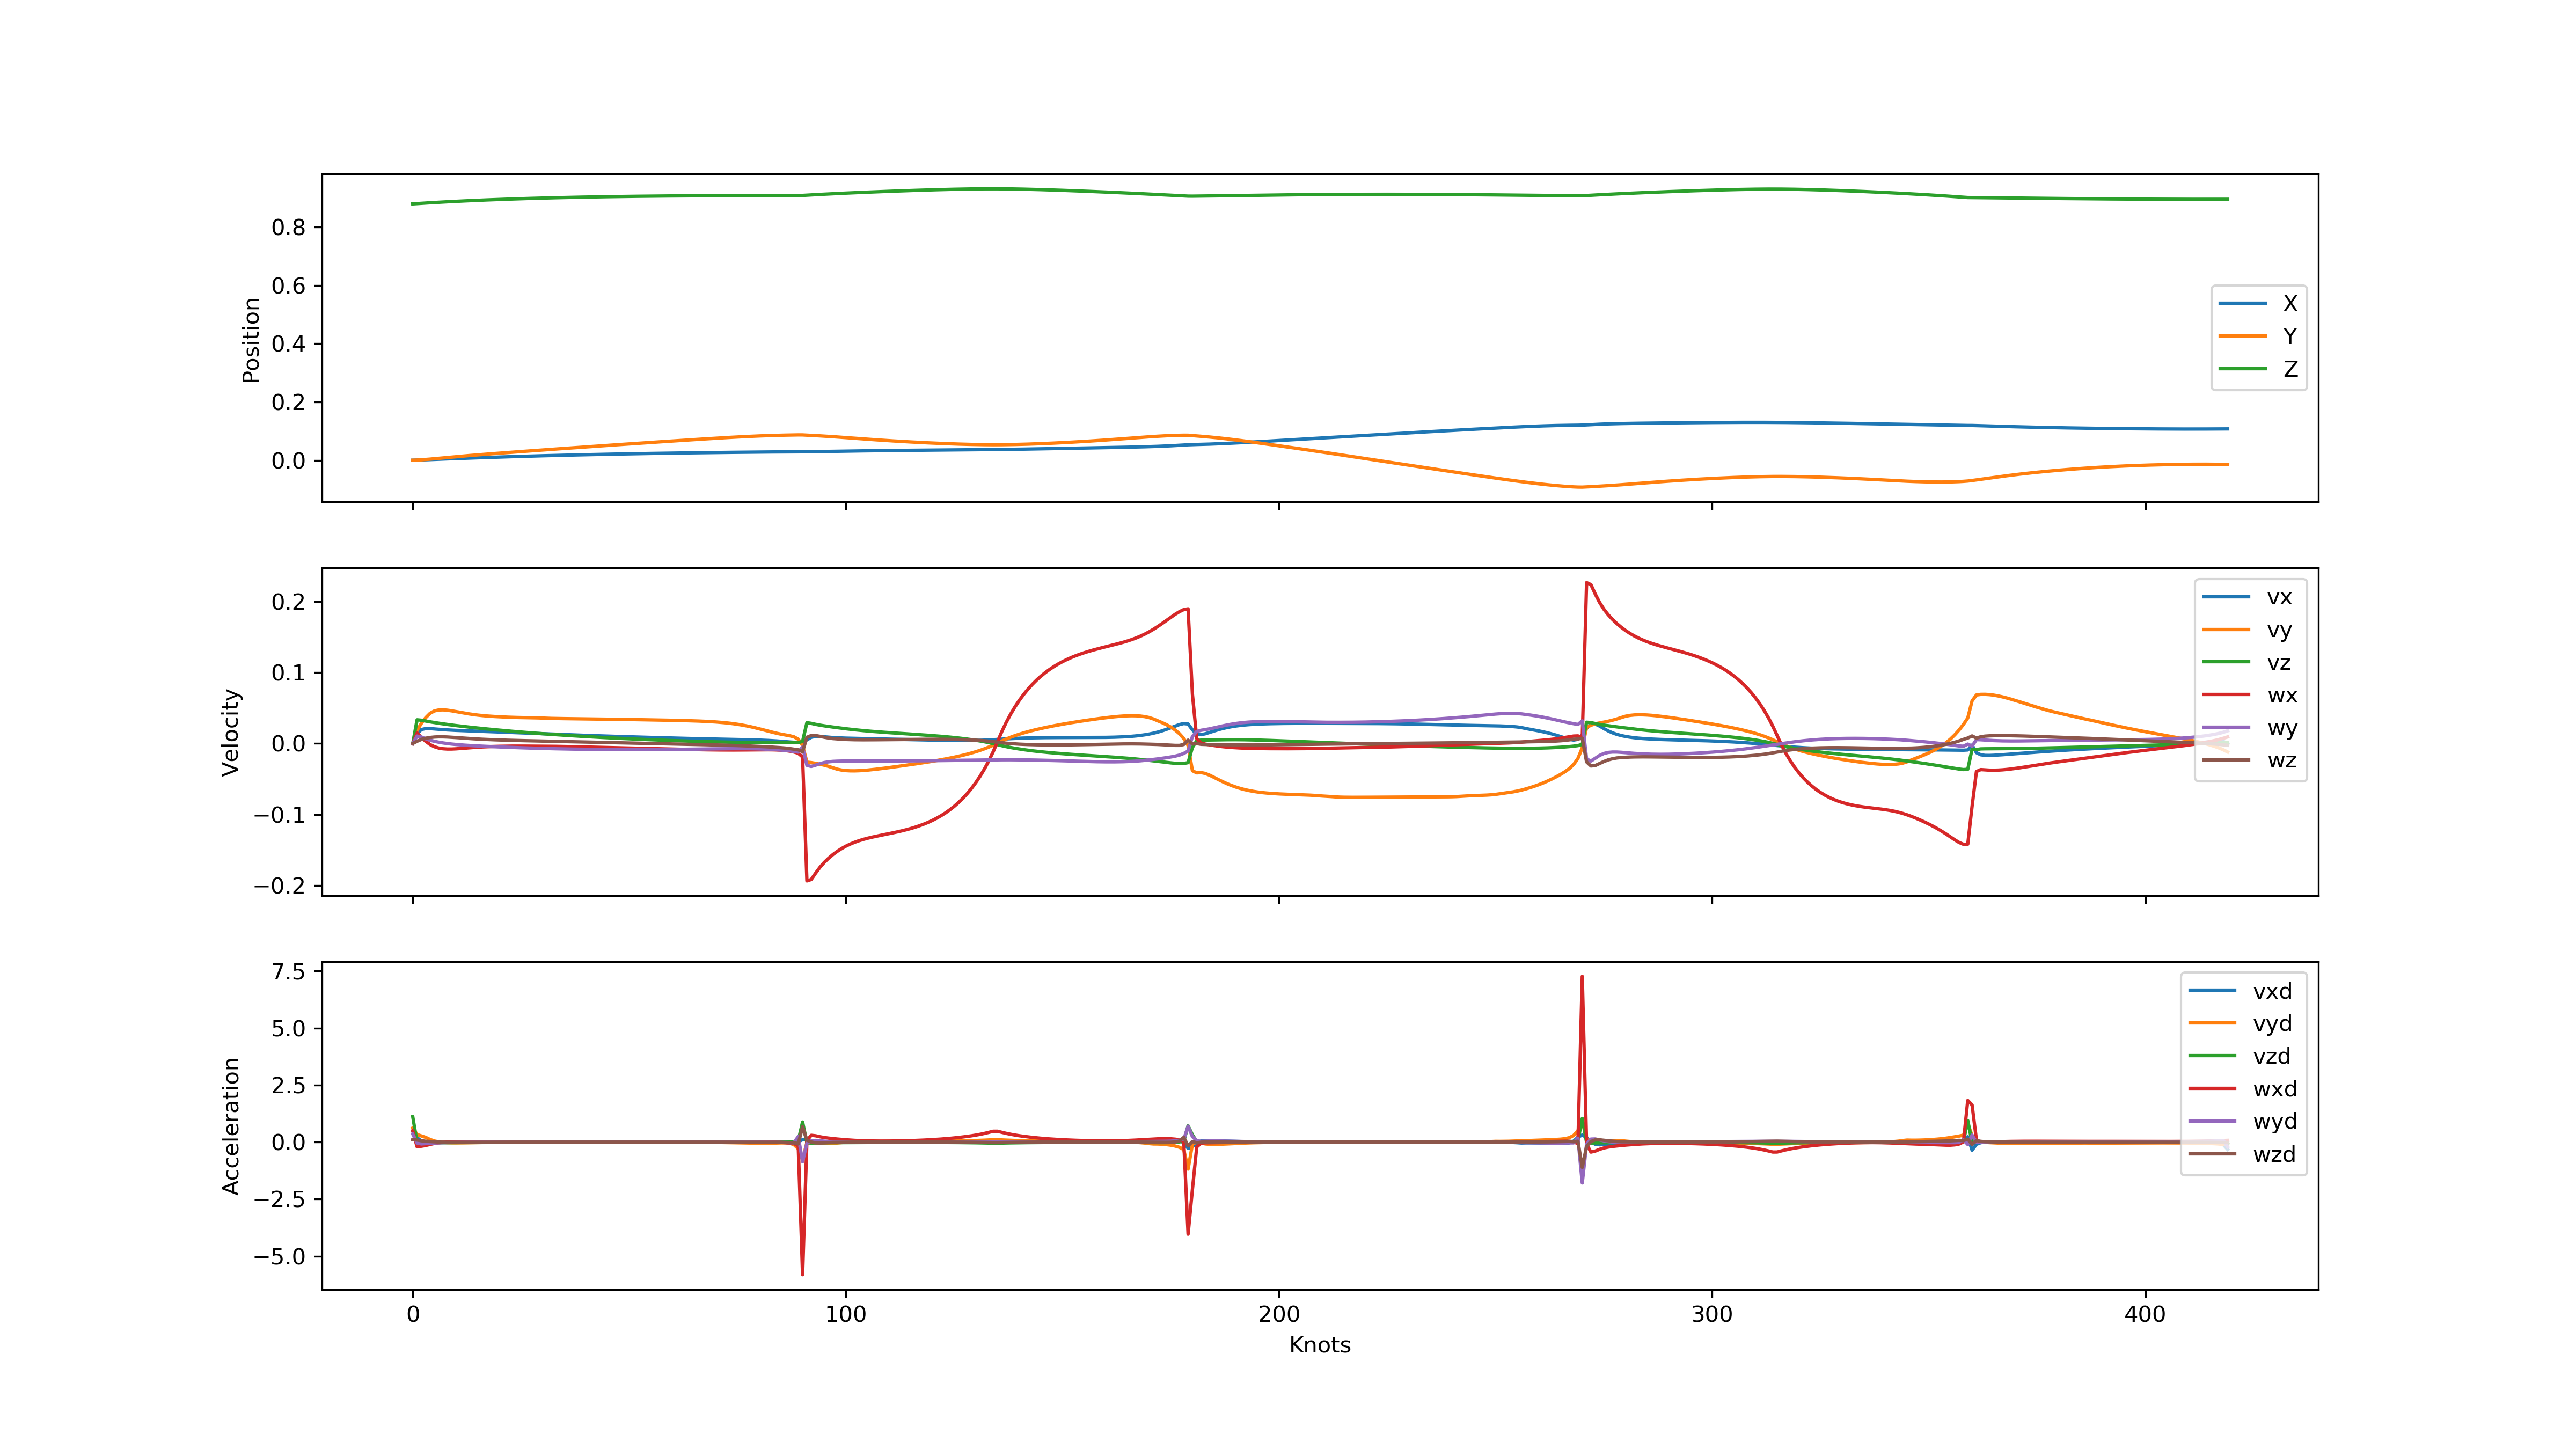 0.8
0.6
0.4
0.2
0.0
Position
X
Y
Z
0.2
0.1
0.0
−0.1
−0.2
Velocity
vx
vy
vz
wx
wy
wz
7.5
5.0
2.5
0.0
−2.5
−5.0
Acceleration
vxd
vyd
vzd
wxd
wyd
wzd
0 100 200 300 400
Knots